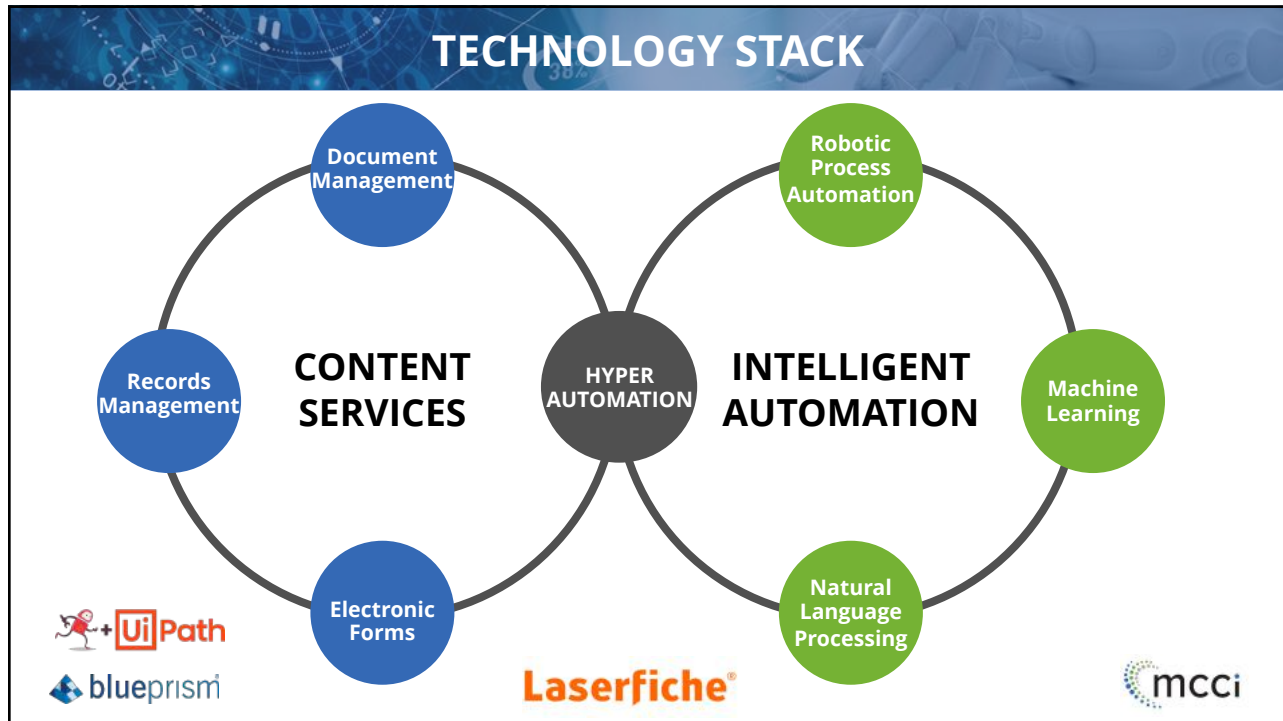 TECHNOLOGY STACK
38%
Document
Management
Records
Management
CONTENT
SERVICES
Electronic
Forms
HYPER
AUTOMATION
Robotic
Process
Automation
INTELLIGENT
AUTOMATION
Machine
Learning
Natural
Language
Processing
+UiPath
blueprism
Laserfiche®
mcci